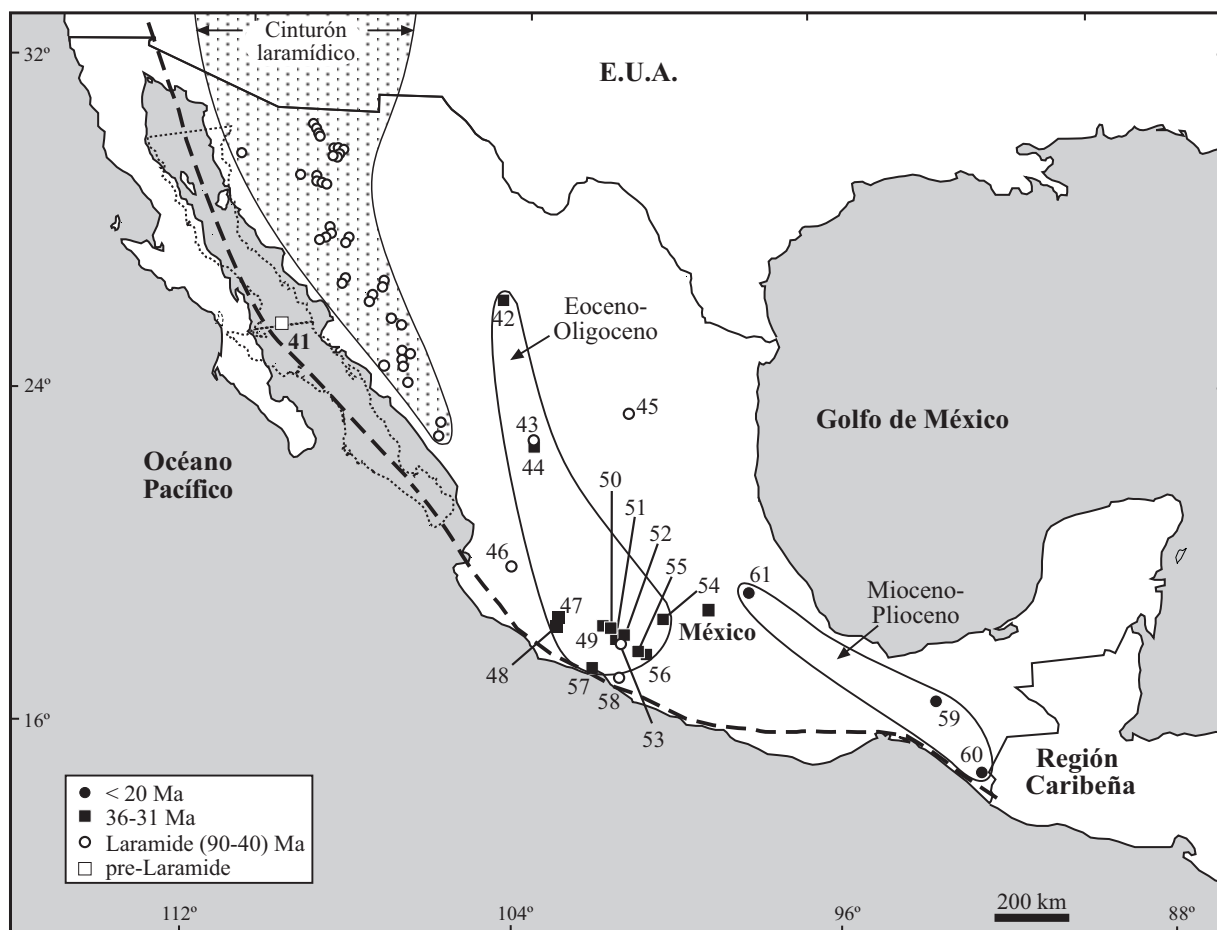 Cinturón
laramídico
32º
E.U.A.
41
42
Eoceno-
Oligoceno
24º
43
44
45
Golfo de México
Océano
Pacífico
50
51
52
46
55
54
61
Mioceno-
Plioceno
47
49
México
48
57
58
56
53
59
60
16º
Región
Caribeña
< 20 Ma
36-31 Ma
Laramide (90-40) Ma
pre-Laramide
200 km
112º
104º
96º
88º